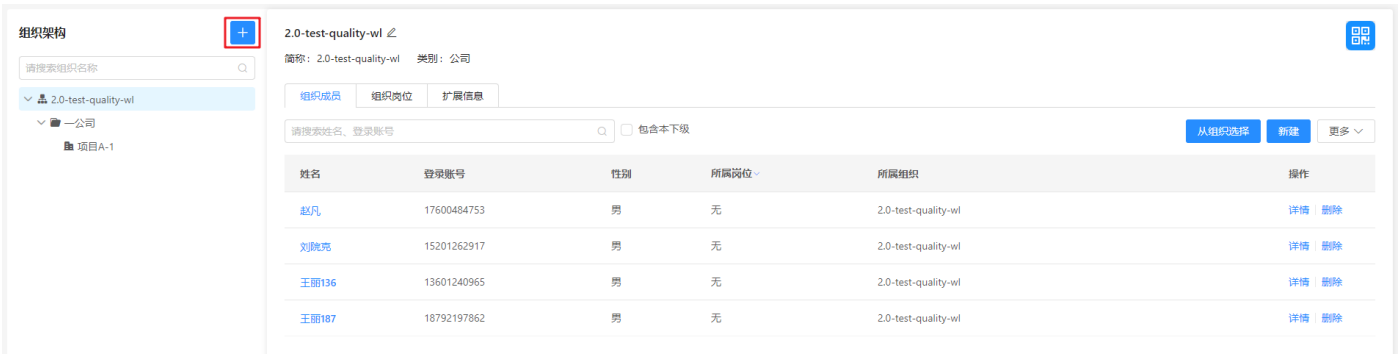 组织架构
+
请搜索组织名称
2.0-test-quality-wl
一公司
项目A-1
2.0-test-quality-wl
简称：2.0-test-quality-wl 类别：公司
组织成员 组织岗位 扩展信息
请搜索姓名、登录账号 包含本下级 从组织选择 新建 更多
姓名 登录账号 性别 所属岗位 所属组织 操作
赵凡 17600484753 男 无 2.0-test-quality-wl 详情 删除
刘院克 15201262917 男 无 2.0-test-quality-wl 详情 删除
王丽136 13601240965 男 无 2.0-test-quality-wl 详情 删除
王丽187 18792197862 男 无 2.0-test-quality-wl 详情 删除